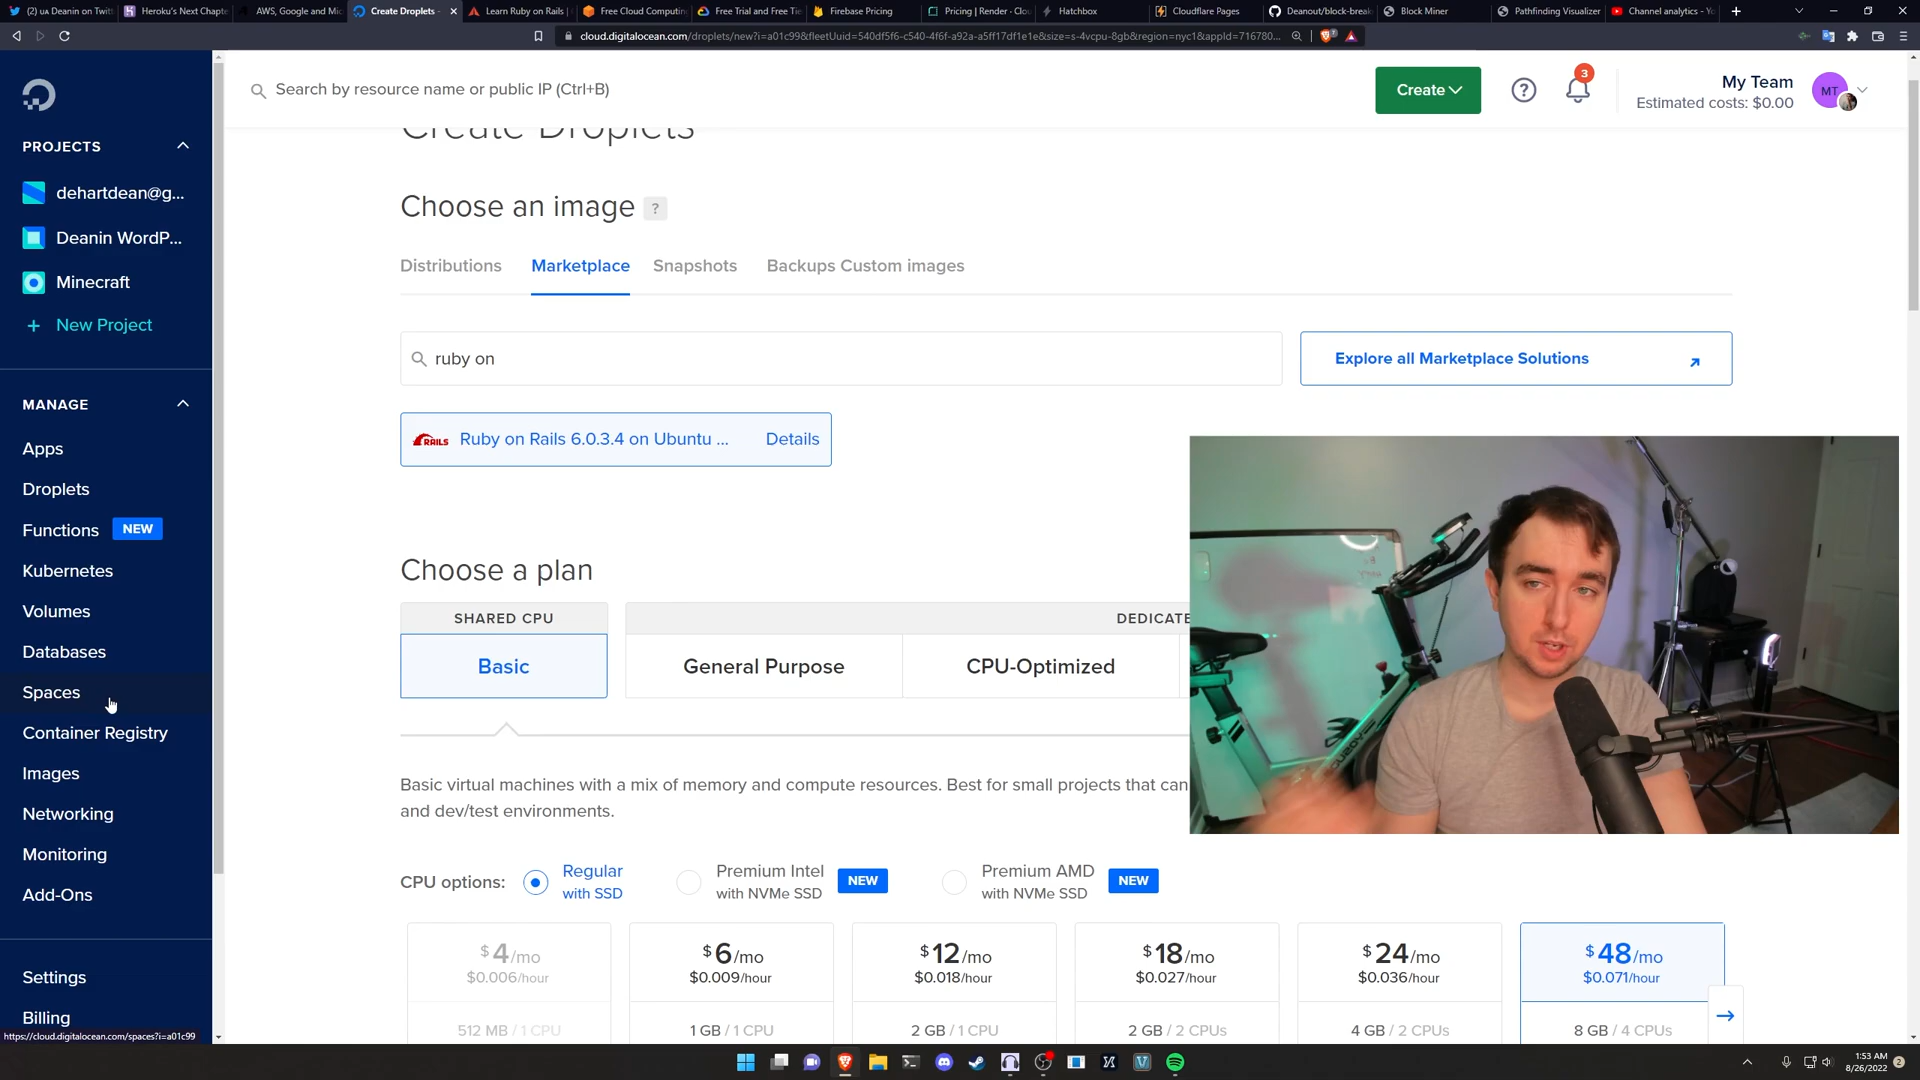 (2) ua Deanin on Twitt
Heroku's Next Chapte
AWS, Google and Mic
Create Droplets -
Learn Ruby on Rails |
Free Cloud Computin
Free Trial and Free Tie
Firebase Pricing
Pricing | Render · Clou
Hatchbox
Cloudflare Pages
Deanout/block-break
Block Miner
Pathfinding Visualizer
Channel analytics - Yo
cloud.digitalocean.com/droplets/new?i=a01c99&fleetUuid=540df5f6-c540-4f6f-a92a-a5ff17df1e1e&size=s-4vcpu-8gb&region=nyc1&appId=716780...
Search by resource name or public IP (Ctrl+B)
Create
3
My Team
Estimated costs: $0.00
MT
PROJECTS
dehartdean@g...
Deanin WordP...
Minecraft
+ New Project
MANAGE
Apps
Droplets
Functions NEW
Kubernetes
Volumes
Databases
Spaces
Container Registry
Images
Networking
Monitoring
Add-Ons
Settings
Billing
https://cloud.digitalocean.com/spaces?i=a01c99
Create Droplets
Choose an image ?
Distributions Marketplace Snapshots Backups Custom images
ruby on
Explore all Marketplace Solutions
RAILS Ruby on Rails 6.0.3.4 on Ubuntu ... Details
Choose a plan
SHARED CPU
DEDICATE
Basic
General Purpose
CPU-Optimized
Basic virtual machines with a mix of memory and compute resources. Best for small projects that can
and dev/test environments.
CPU options:
Regular
with SSD
Premium Intel
with NVMe SSD
NEW
Premium AMD
with NVMe SSD
NEW
$4/mo
$0.006/hour
512 MB / 1 CPU
$6/mo
$0.009/hour
1 GB / 1 CPU
$12/mo
$0.018/hour
2 GB / 1 CPU
$18/mo
$0.027/hour
2 GB / 2 CPUs
$24/mo
$0.036/hour
4 GB / 2 CPUs
$48/mo
$0.071/hour
8 GB / 4 CPUs
1:53 AM
8/26/2022
2